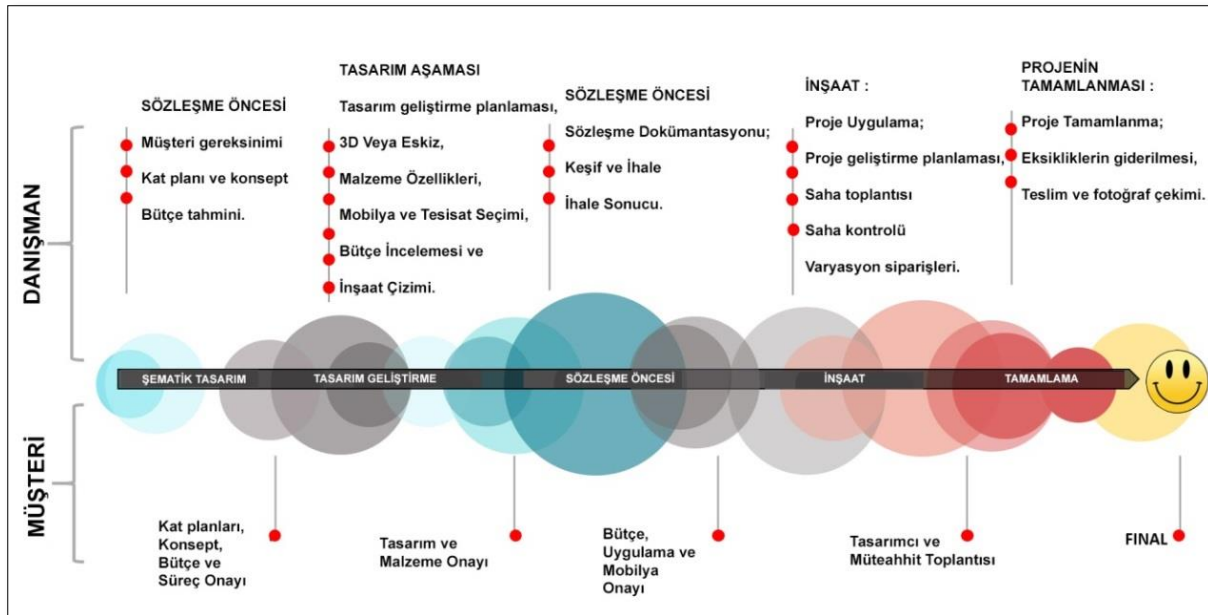 SÖZLEŞME ÖNCESİ
Müşteri gereksinimi
Kat planı ve konsept
Bütçe tahmini.
TASARIM AŞAMASI
Tasarım geliştirme planlaması,
3D Veya Eskiz,
Malzeme Özellikleri,
Mobilya ve Tesisat Seçimi,
Bütçe İncelemesi ve
İnşaat Çizimi.
SÖZLEŞME ÖNCESİ
Sözleşme Dokümantasyonu;
Keşif ve İhale
İhale Sonucu.
İNŞAAT :
Proje Uygulama;
Proje geliştirme planlaması,
Saha toplantısı
Saha kontrolü
Varyasyon siparişleri.
PROJENİN
TAMAMLANMASI :
Proje Tamamlanma;
Eksikliklerin giderilmesi,
Teslim ve fotoğraf çekimi.
DANIŞMAN
ŞEMATİK TASARIM
TASARIM GELİŞTİRME
SÖZLEŞME ÖNCESİ
İNŞAAT
TAMAMLAMA
MÜŞTERİ
Kat planları,
Konsept,
Bütçe ve
Süreç Onayı
Tasarım ve
Malzeme Onayı
Bütçe,
Uygulama ve
Mobilya
Onayı
Tasarımcı ve
Müteahhit Toplantısı
FINAL